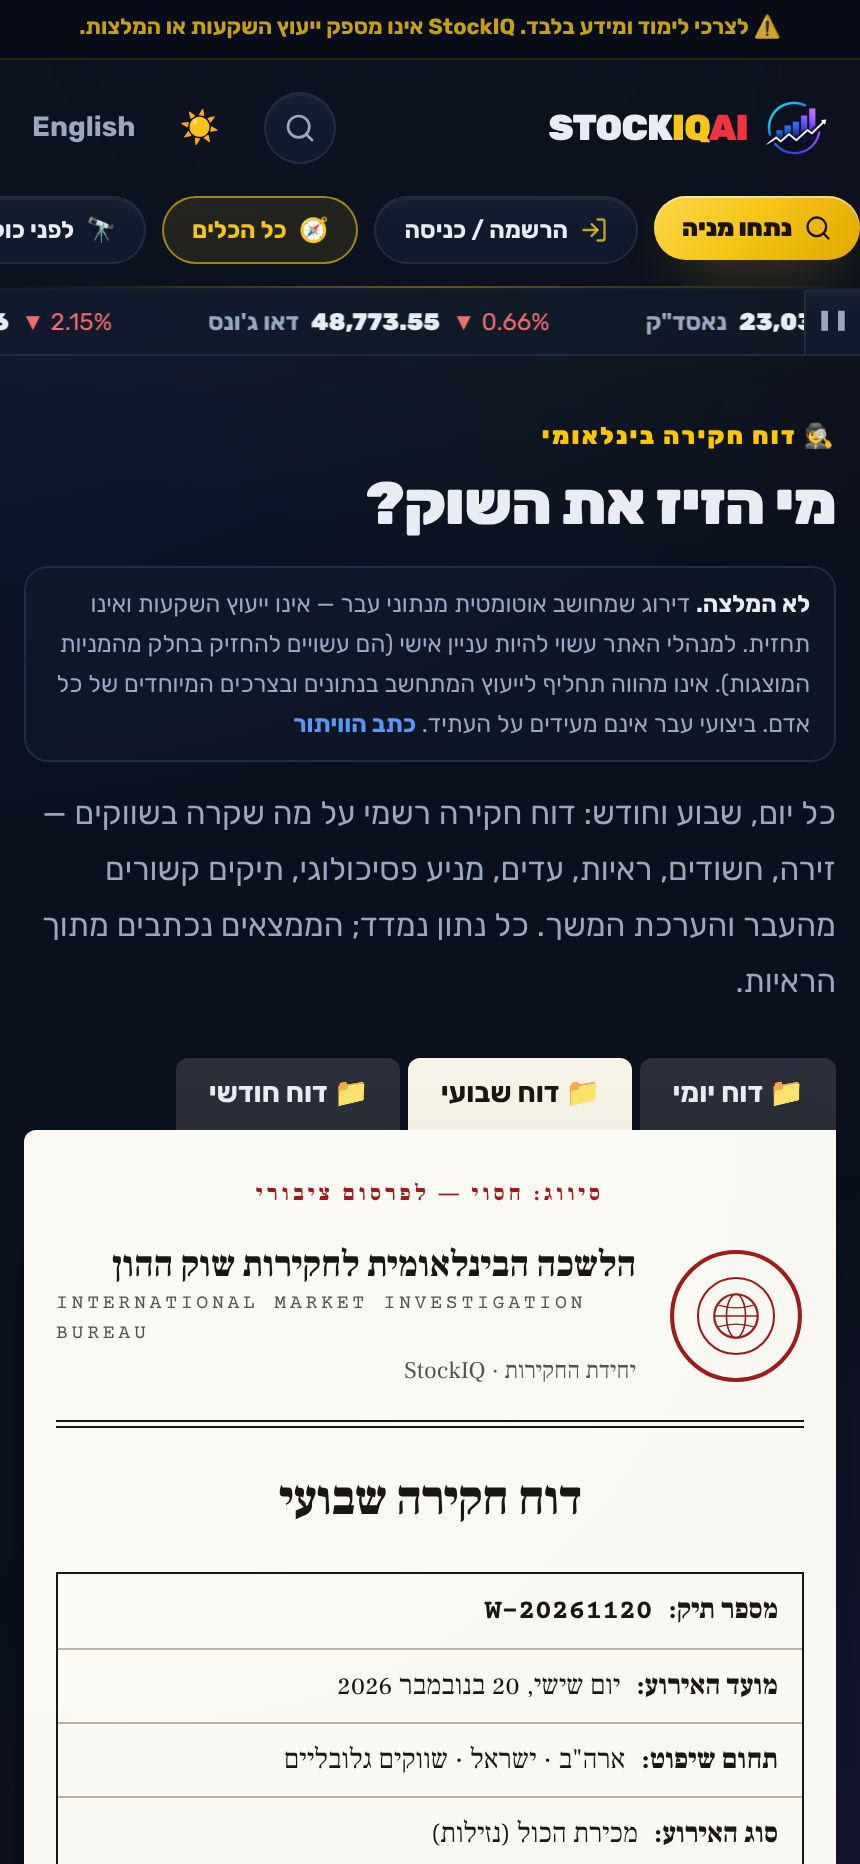 ⚠️ לצרכי לימוד ומידע בלבד. StockIQ אינו מספק ייעוץ השקעות או המלצות.
STOCKIQAI
English
נתחו מניה
הרשמה / כניסה
כל הכלים
לפני
נאסד"ק
דאו ג'ונס 48,773.55 ▼ 0.66%
▼ 2.15%
🕵️ דוח חקירה בינלאומי
מי הזיז את השוק?
לא המלצה. דירוג שמחושב אוטומטית מנתוני עבר – אינו ייעוץ השקעות ואינו
תחזית. למנהלי האתר עשוי להיות עניין אישי (הם עשויים להחזיק בחלק מהמניות
המוצגות). אינו מהווה תחליף לייעוץ המתחשב בנתונים ובצרכים המיוחדים של כל
אדם. ביצועי עבר אינם מעידים על העתיד. כתב הוויתור
כל יום, שבוע וחודש: דוח חקירה רשמי על מה שקרה בשווקים –
זירה, חשודים, ראיות, עדים, מניע פסיכולוגי, תיקים קשורים
מהעבר והערכת המשך. כל נתון נמדד; הממצאים נכתבים מתוך
הראיות.
📁 דוח יומי
📁 דוח שבועי
📁 דוח חודשי
סיווג: חסוי — לפרסום ציבורי
הלשכה הבינלאומית לחקירות שוק ההון
INTERNATIONAL MARKET INVESTIGATION
BUREAU
יחידת החקירות · StockIQ
דוח חקירה שבועי
מספר תיק: W-20261120
מועד האירוע: יום שישי, 20 בנובמבר 2026
תחום שיפוט: ארה"ב · ישראל · שווקים גלובליים
סוג האירוע: מכירת הכול (נזילות)